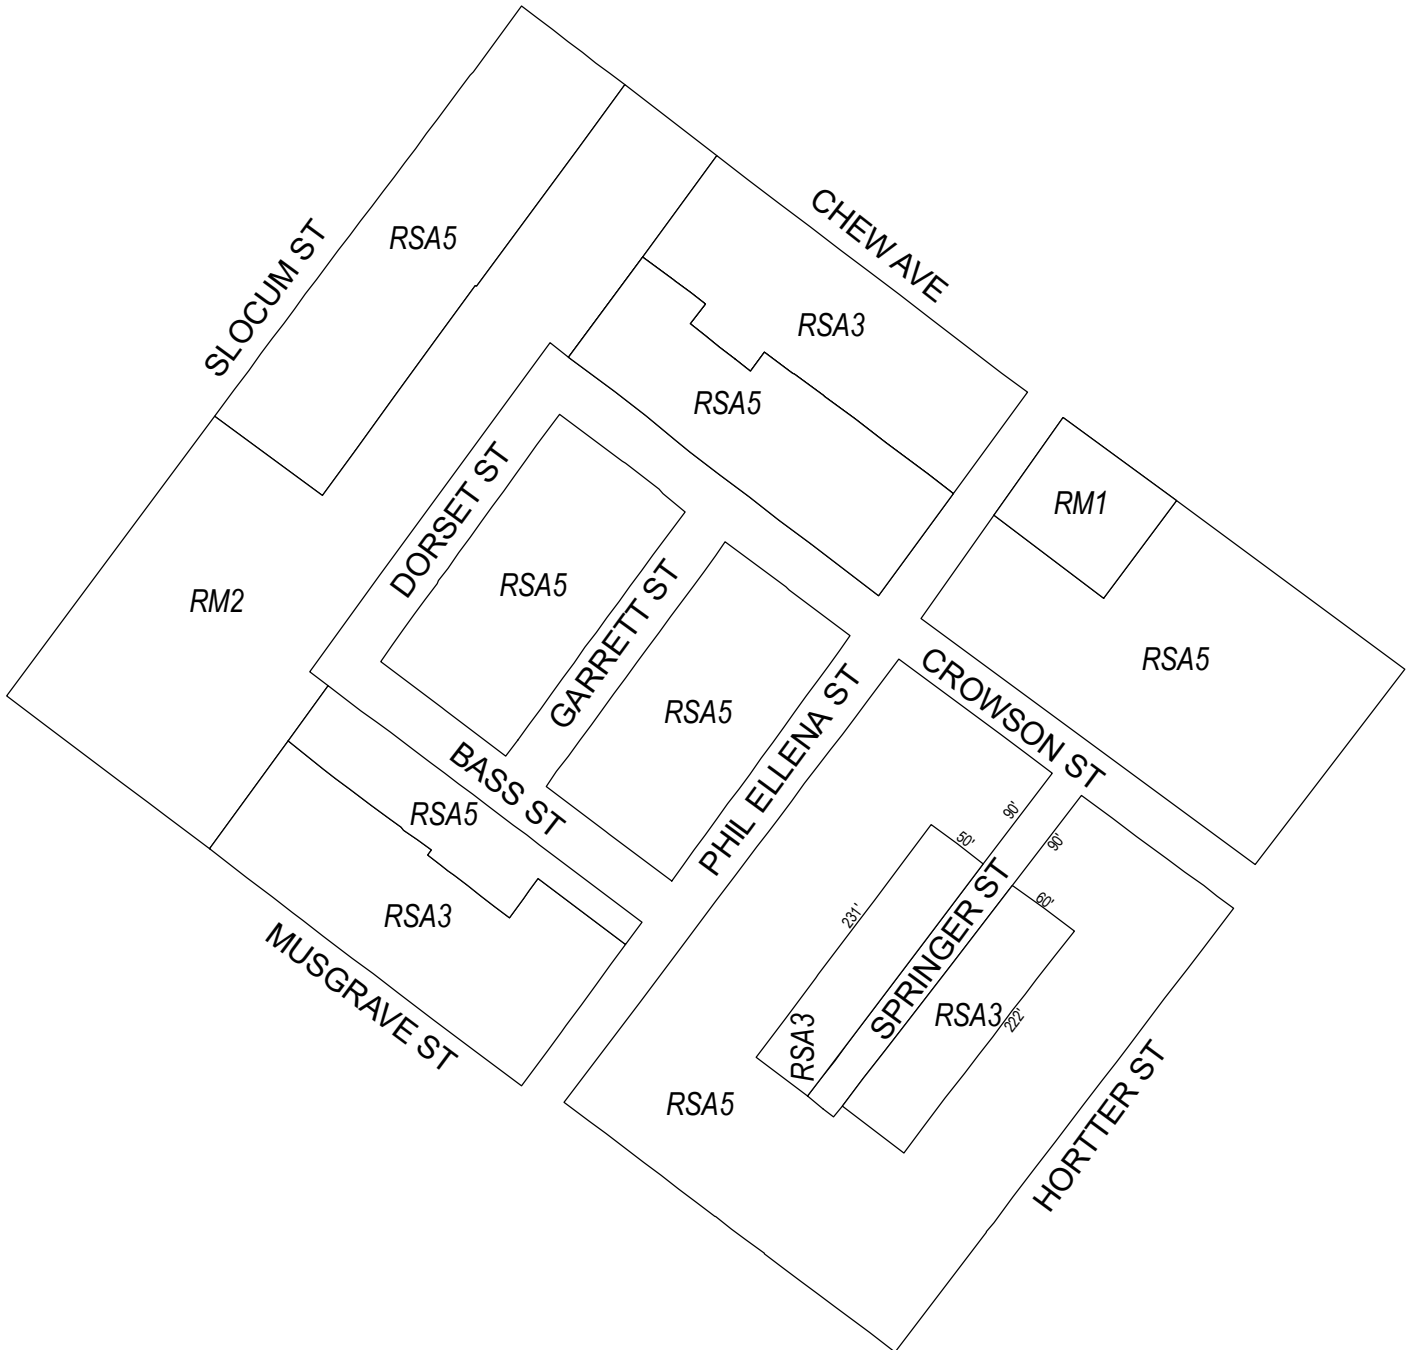 CHEW AVE
RSA5
SLOCUM ST
RSA3
RSA5
RM1
DORSET ST
RSA5
GARRETT ST
RM2
RSA5
RSA5
CROWSON ST
PHIL ELLENA ST
BASS ST
RSA5
90'
50'
90'
60'
231'
SPRINGER ST
RSA3
MUSGRAVE ST
RSA3
222'
RSA3
RSA5
HORTTER ST